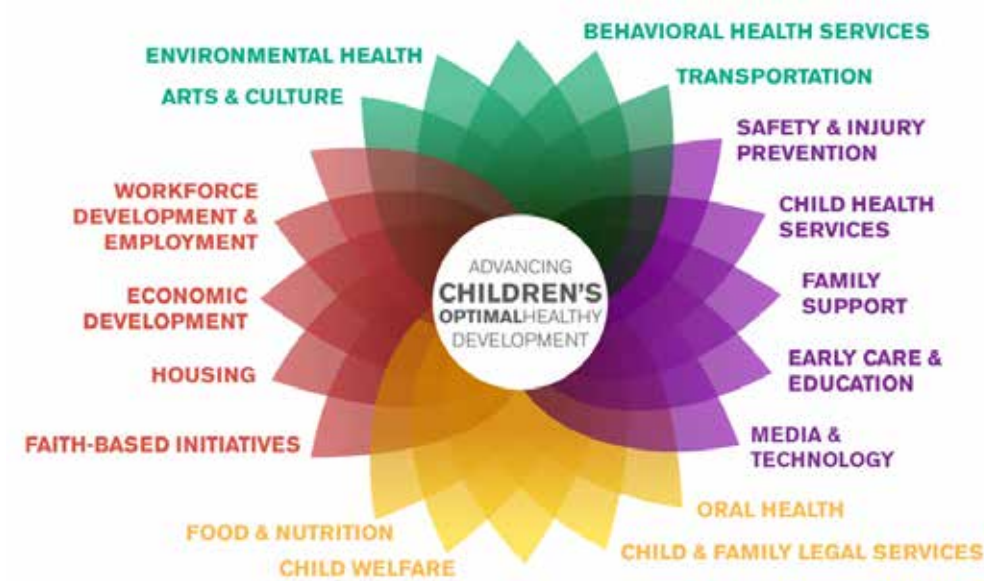 ENVIRONMENTAL HEALTH
ARTS & CULTURE
BEHAVIORAL HEALTH SERVICES
TRANSPORTATION
SAFETY & INJURY
PREVENTION
CHILD HEALTH
SERVICES
FAMILY
SUPPORT
EARLY CARE &
EDUCATION
MEDIA &
TECHNOLOGY
ORAL HEALTH
CHILD & FAMILY LEGAL SERVICES
CHILD WELFARE
FOOD & NUTRITION
FAITH-BASED INITIATIVES
HOUSING
ECONOMIC
DEVELOPMENT
WORKFORCE
DEVELOPMENT &
EMPLOYMENT
ADVANCING
CHILDREN'S
OPTIMALHEALTHY
DEVELOPMENT